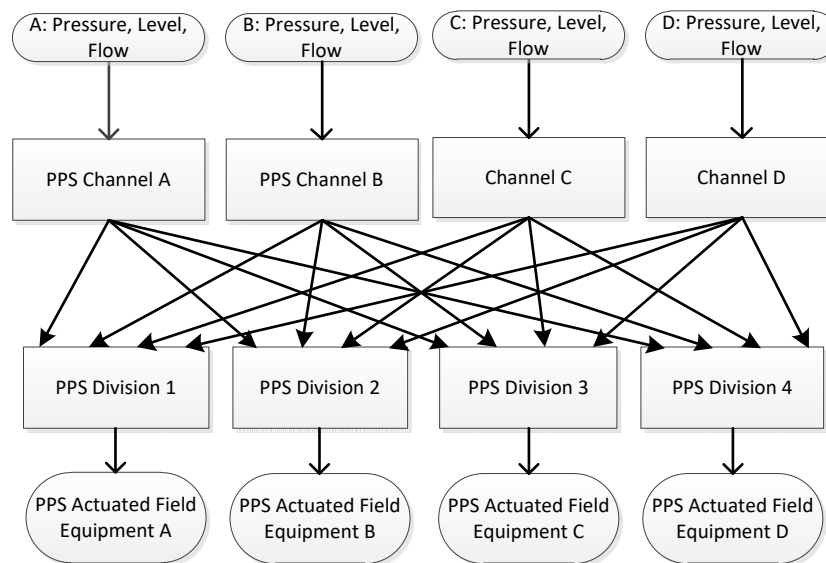 A: Pressure, Level,
Flow
B: Pressure, Level,
Flow
C: Pressure, Level,
Flow
D: Pressure, Level,
Flow
PPS Channel A
PPS Channel B
Channel C
Channel D
PPS Division 1
PPS Division 2
PPS Division 3
PPS Division 4
PPS Actuated Field
Equipment A
PPS Actuated Field
Equipment B
PPS Actuated Field
Equipment C
PPS Actuated Field
Equipment D